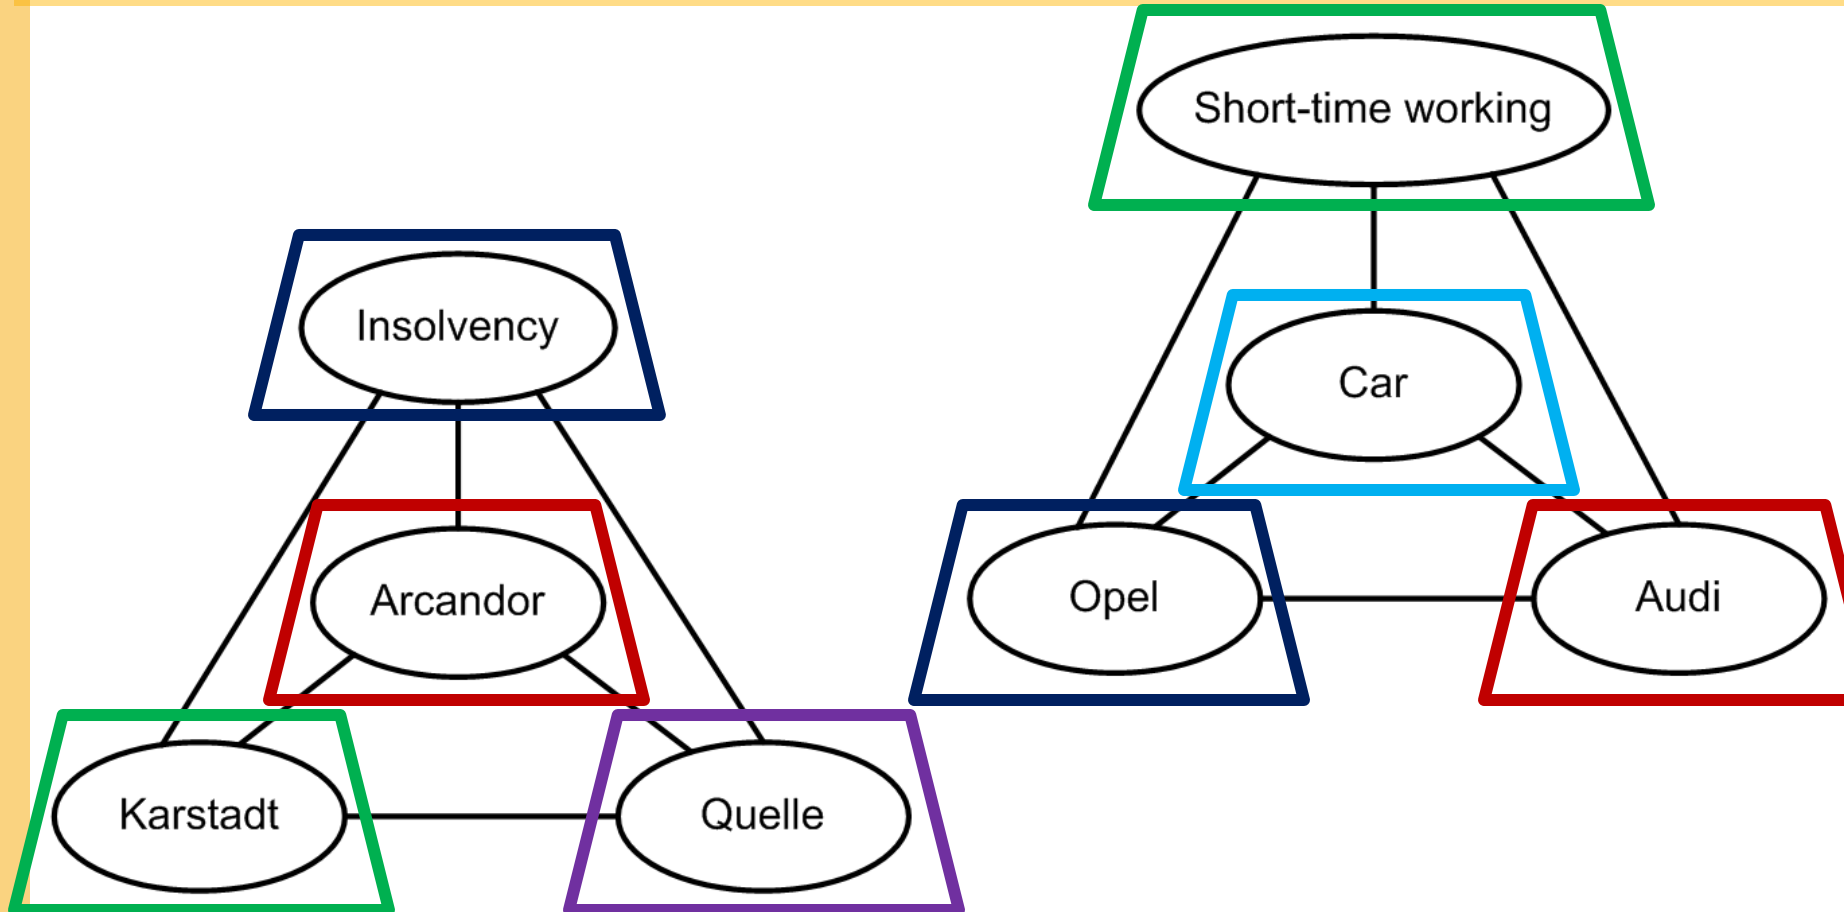 Short-time working
Insolvency
Car
Arcandor
Opel
Audi
Karstadt
Quelle